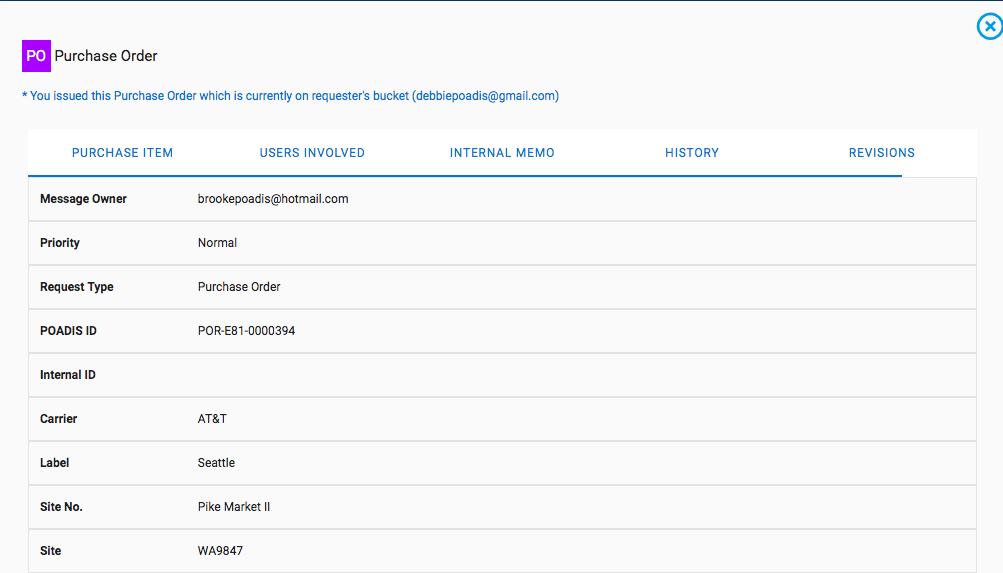 PO Purchase Order
* You issued this Purchase Order which is currently on requester's bucket (debbiepoadis@gmail.com)
PURCHASE ITEM USERS INVOLVED INTERNAL MEMO HISTORY REVISIONS
Message Owner brookepoadis@hotmail.com
Priority Normal
Request Type Purchase Order
POADIS ID POR-E81-0000394
Internal ID
Carrier AT&T
Label Seattle
Site No. Pike Market II
Site WA9847